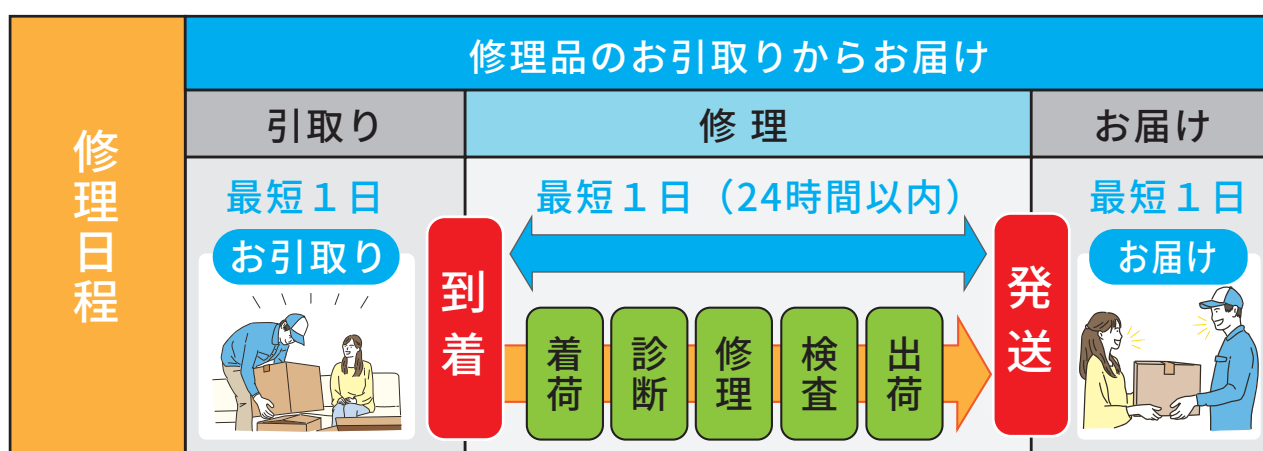 修理日程
修理品のお引取りからお届け
引取り
修 理
お届け
最短１日
お引取り
到着
最短１日（24時間以内）
着荷
診断
修理
検査
出荷
発送
最短１日
お届け